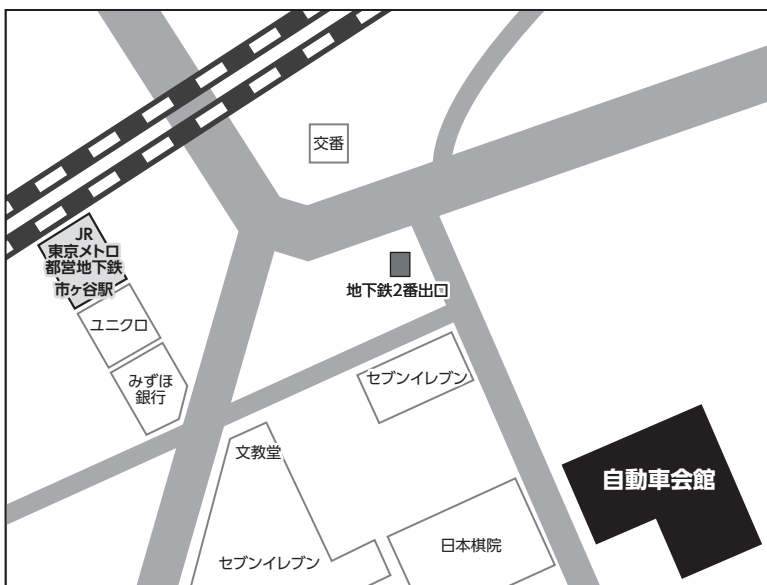 交番
JR
東京メトロ
都営地下鉄
市ヶ谷駅
地下鉄2番出口
ユニクロ
みずほ
銀行
セブンイレブン
文教堂
自動車会館
日本棋院
セブンイレブン